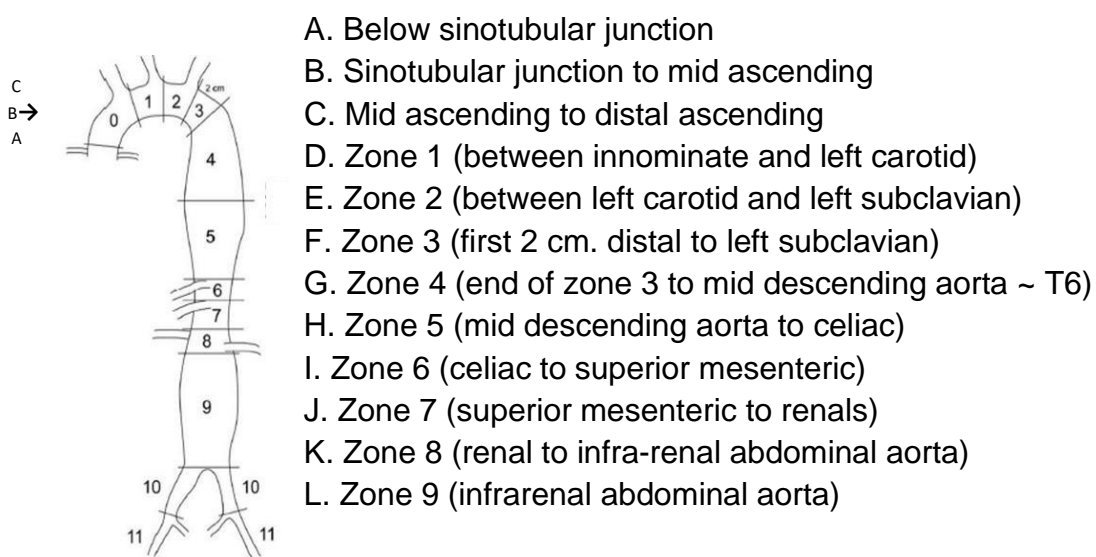 A. Below sinotubular junction
B. Sinotubular junction to mid ascending
C. Mid ascending to distal ascending
D. Zone 1 (between innominate and left carotid)
E. Zone 2 (between left carotid and left subclavian)
F. Zone 3 (first 2 cm. distal to left subclavian)
G. Zone 4 (end of zone 3 to mid descending aorta ~ T6)
H. Zone 5 (mid descending aorta to celiac)
I. Zone 6 (celiac to superior mesenteric)
J. Zone 7 (superior mesenteric to renals)
K. Zone 8 (renal to infra-renal abdominal aorta)
L. Zone 9 (infrarenal abdominal aorta)
C
B→
A
0
1
2
2 cm
3
4
5
6
7
8
9
10
10
11
11